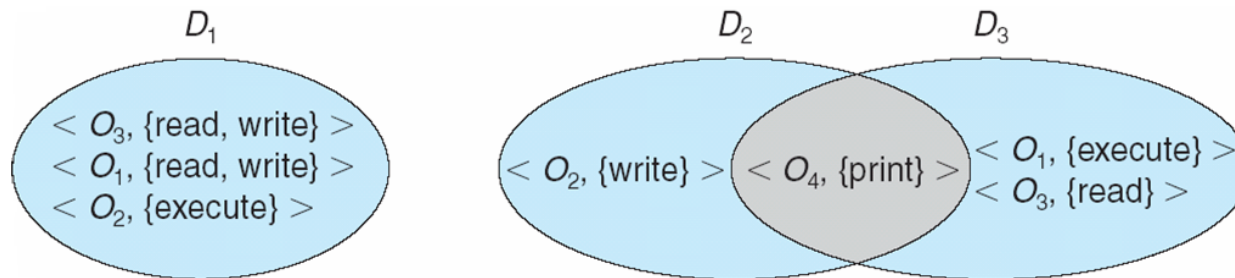 D1
D2
D3
< O3, {read, write} >
< O1, {read, write} >
< O2, {execute} >
< O2, {write} >
< O4, {print} >
< O1, {execute} >
< O3, {read} >